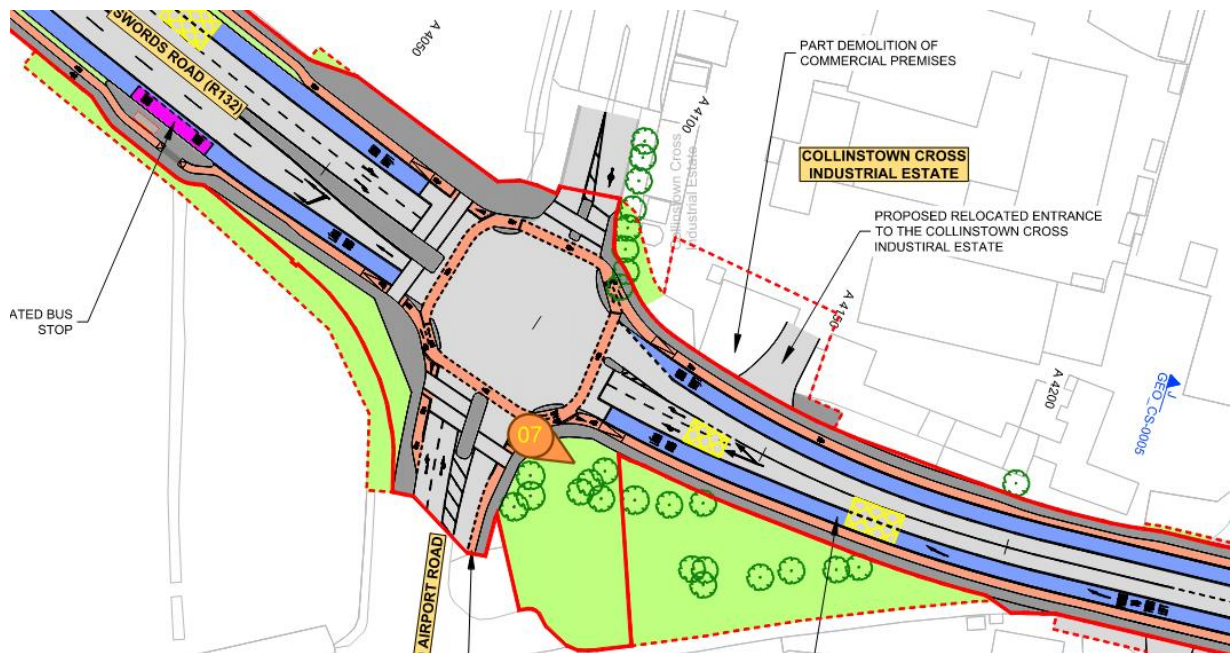 SWORDS ROAD (R132)
A 4050
PART DEMOLITION OF
COMMERCIAL PREMISES
A 4100
Collinstown Cross
Industrial Estate
COLLINSTOWN CROSS
INDUSTRIAL ESTATE
PROPOSED RELOCATED ENTRANCE
TO THE COLLINSTOWN CROSS
INDUSTIRAL ESTATE
A 4150
ATED BUS
STOP
A 4200
J
GEO_CS-0005
07
AIRPORT ROAD